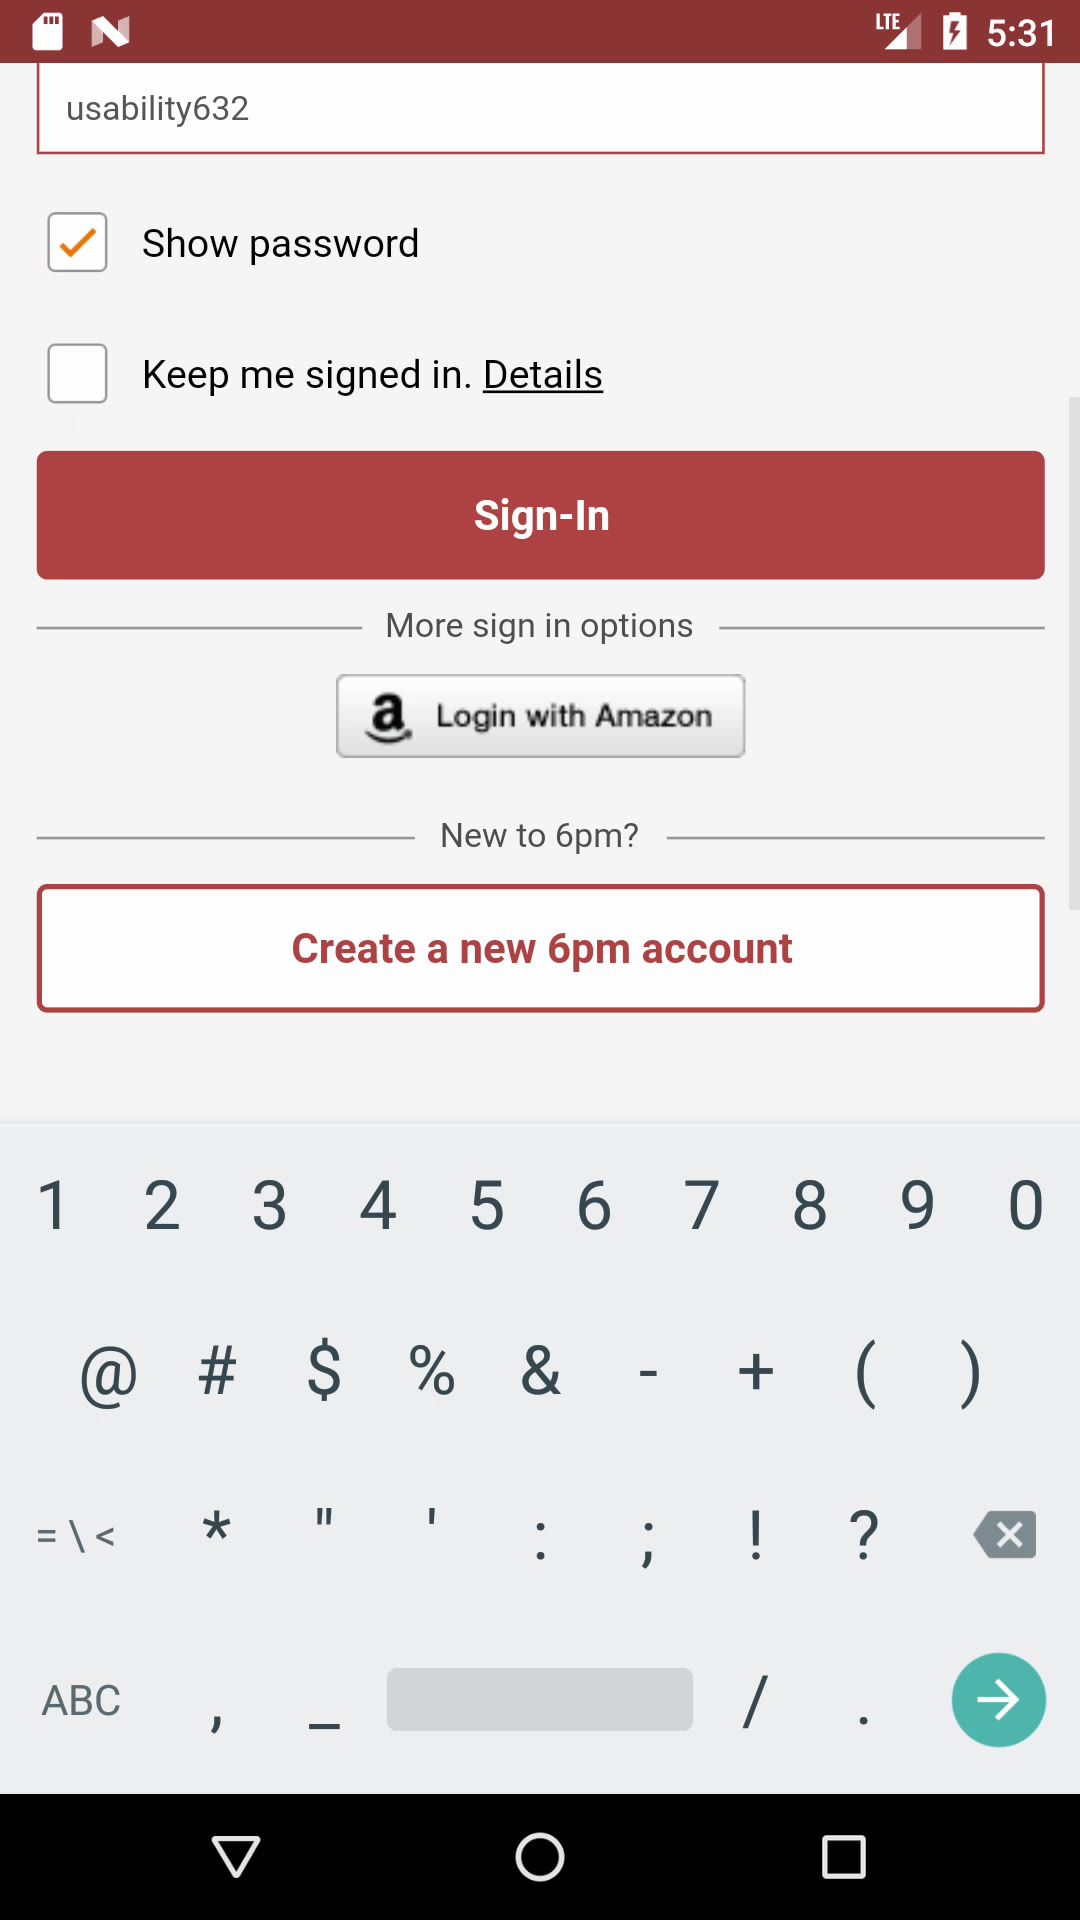 LTE 5:31
usability632
Show password
Keep me signed in. Details
Sign-In
More sign in options
a Login with Amazon
New to 6pm?
Create a new 6pm account
1 2 3 4 5 6 7 8 9 0
@ # $ % & - + ( )
= \ < * " ' : ; ! ?
ABC , _ / .